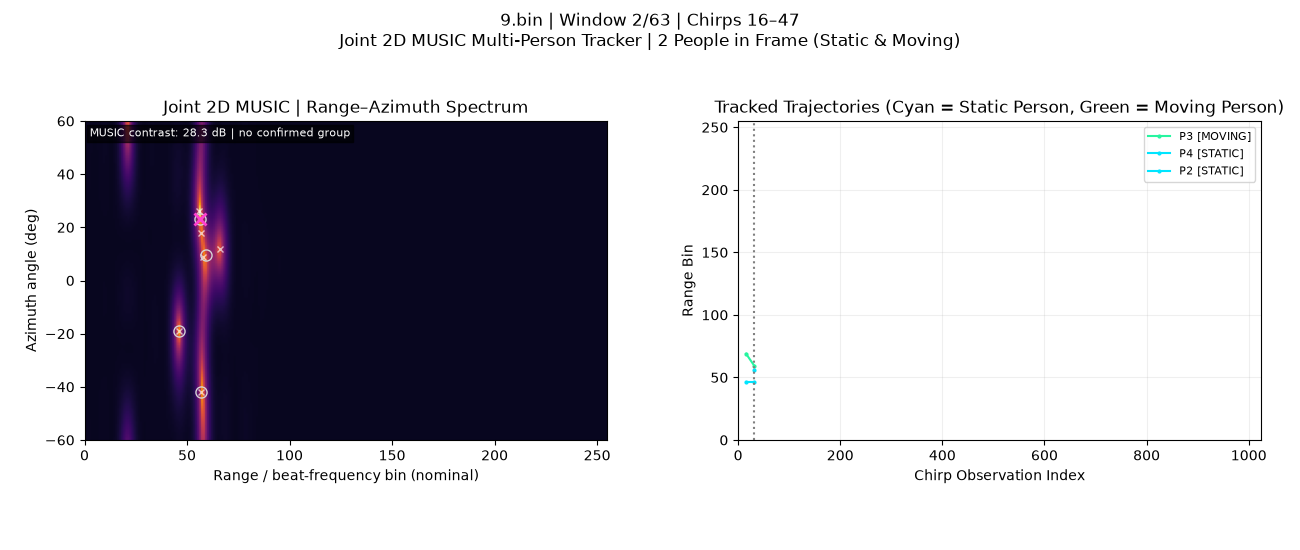 9.bin | Window 2/63 | Chirps 16–47
Joint 2D MUSIC Multi-Person Tracker | 2 People in Frame (Static & Moving)
Joint 2D MUSIC | Range–Azimuth Spectrum
MUSIC contrast: 28.3 dB | no confirmed group
60
40
20
0
−20
−40
−60
Azimuth angle (deg)
0
50
100
150
200
250
Range / beat-frequency bin (nominal)
Tracked Trajectories (Cyan = Static Person, Green = Moving Person)
P3 [MOVING]
P4 [STATIC]
P2 [STATIC]
250
200
150
100
50
0
Range Bin
0
200
400
600
800
1000
Chirp Observation Index